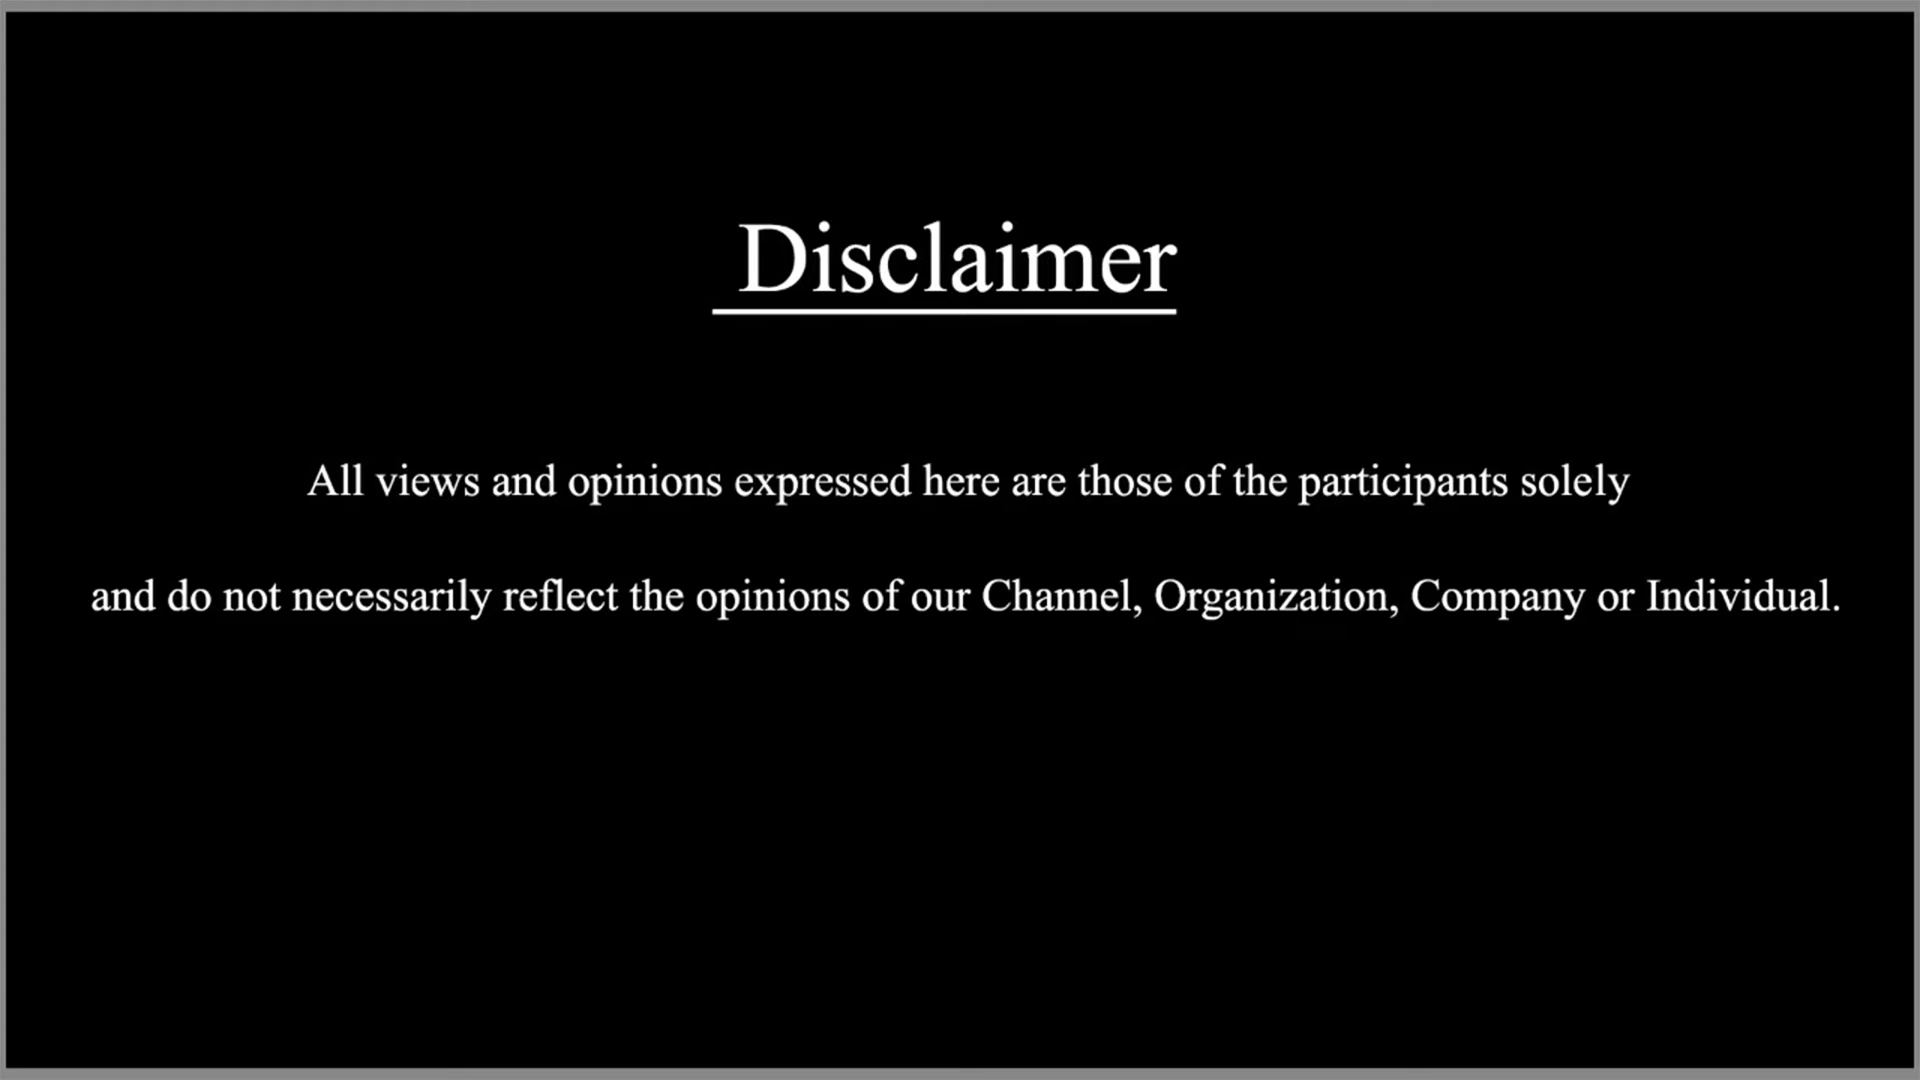 Disclaimer
All views and opinions expressed here are those of the participants solely
and do not necessarily reflect the opinions of our Channel, Organization, Company or Individual.